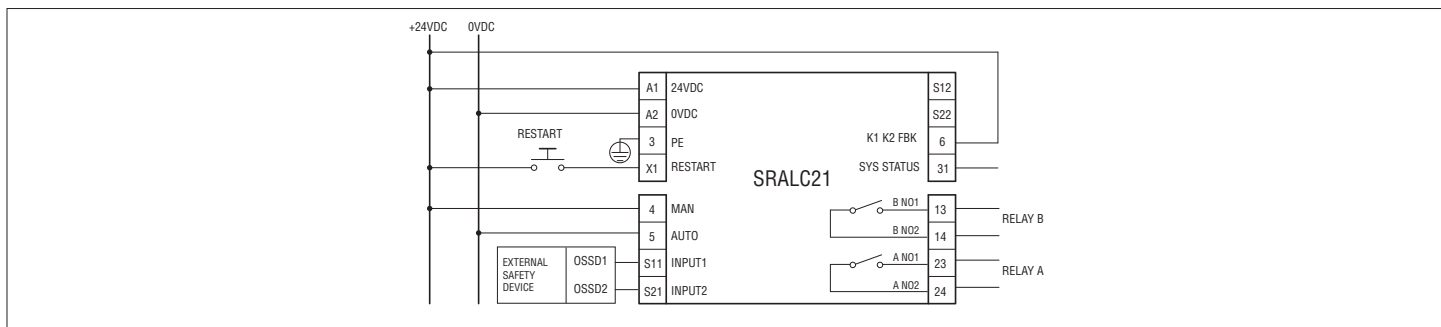 +24VDC 0VDC
A1 24VDC S12
A2 0VDC S22
RESTART
3 PE K1 K2 FBK 6
X1 RESTART SYS STATUS 31
SRALC21
4 MAN B NO1 13
RELAY B
5 AUTO B NO2 14
EXTERNAL SAFETY DEVICE
OSSD1 S11 INPUT1 A NO1 23
RELAY A
OSSD2 S21 INPUT2 A NO2 24